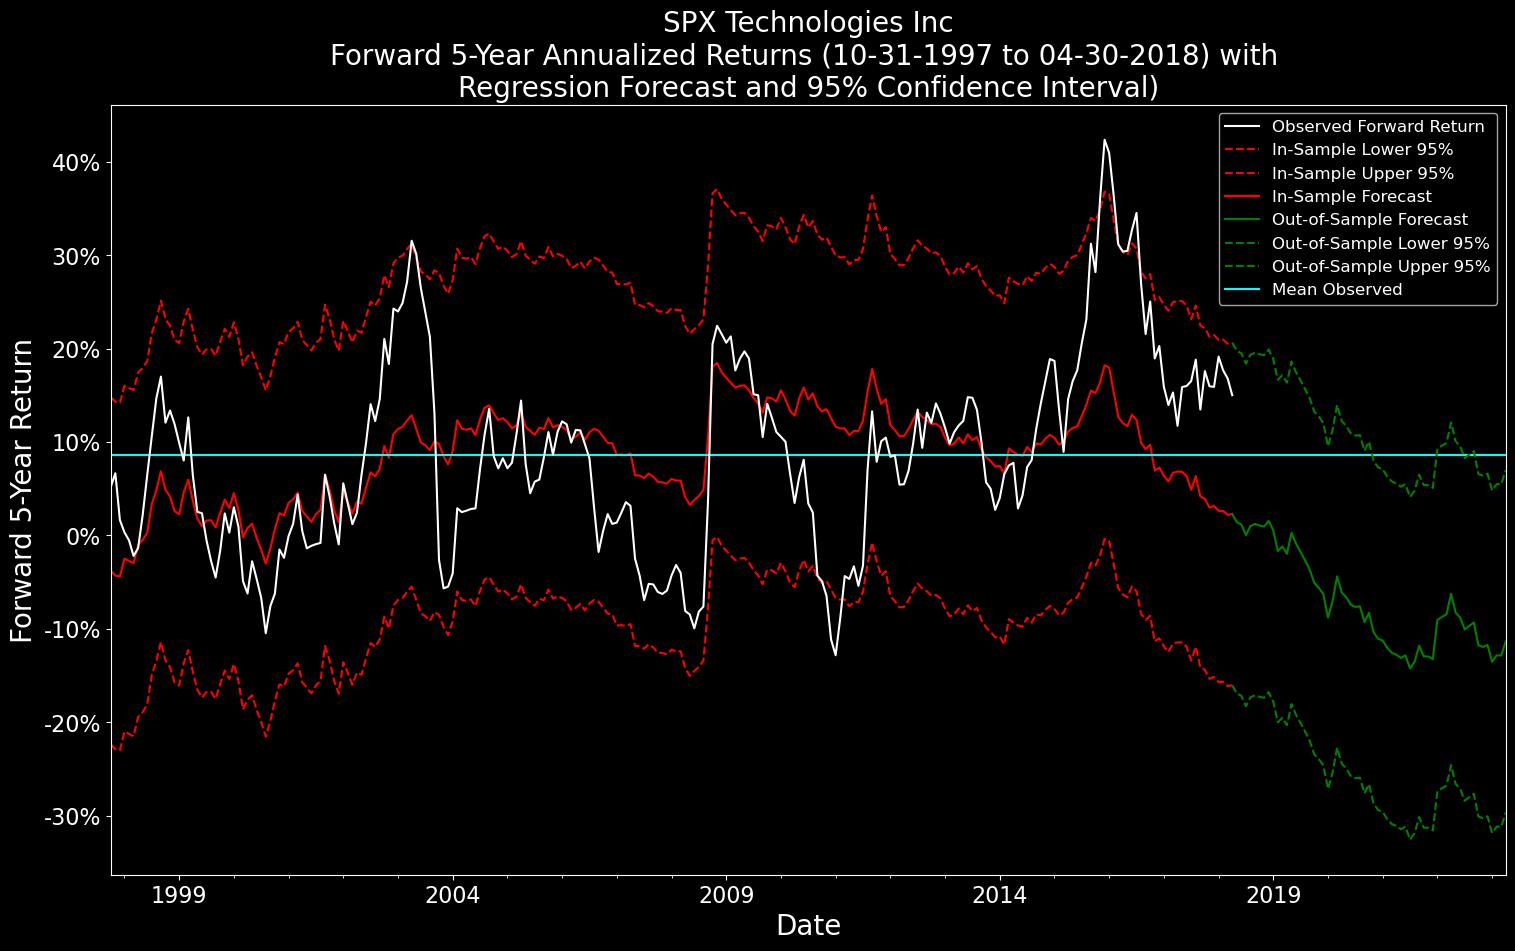 SPX Technologies Inc
Forward 5-Year Annualized Returns (10-31-1997 to 04-30-2018) with
Regression Forecast and 95% Confidence Interval)
Observed Forward Return
In-Sample Lower 95%
In-Sample Upper 95%
In-Sample Forecast
Out-of-Sample Forecast
Out-of-Sample Lower 95%
Out-of-Sample Upper 95%
Mean Observed
Forward 5-Year Return
40%
30%
20%
10%
0%
-10%
-20%
-30%
1999
2004
2009
2014
2019
Date